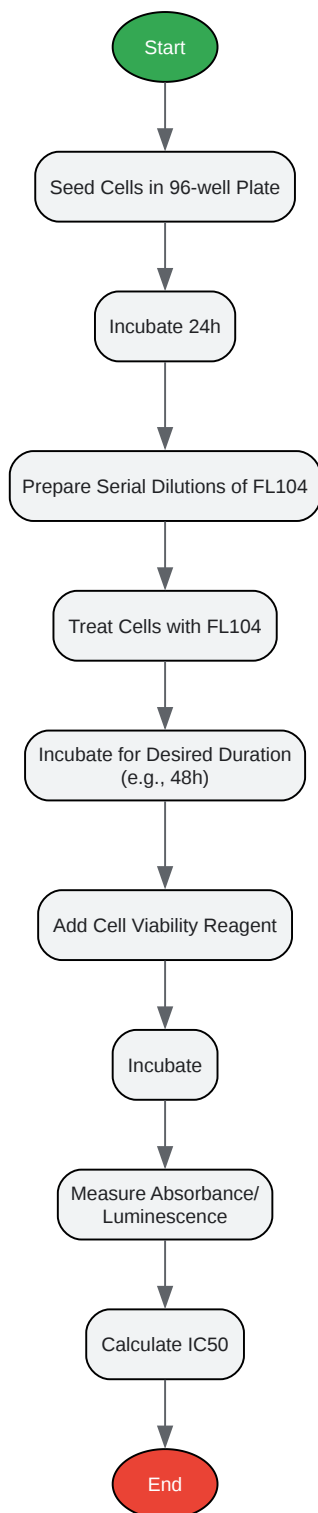 Start
Seed Cells in 96-well Plate
Incubate 24h
Prepare Serial Dilutions of FL104
Treat Cells with FL104
Incubate for Desired Duration
(e.g., 48h)
Add Cell Viability Reagent
Incubate
Measure Absorbance/
Luminescence
Calculate IC50
End